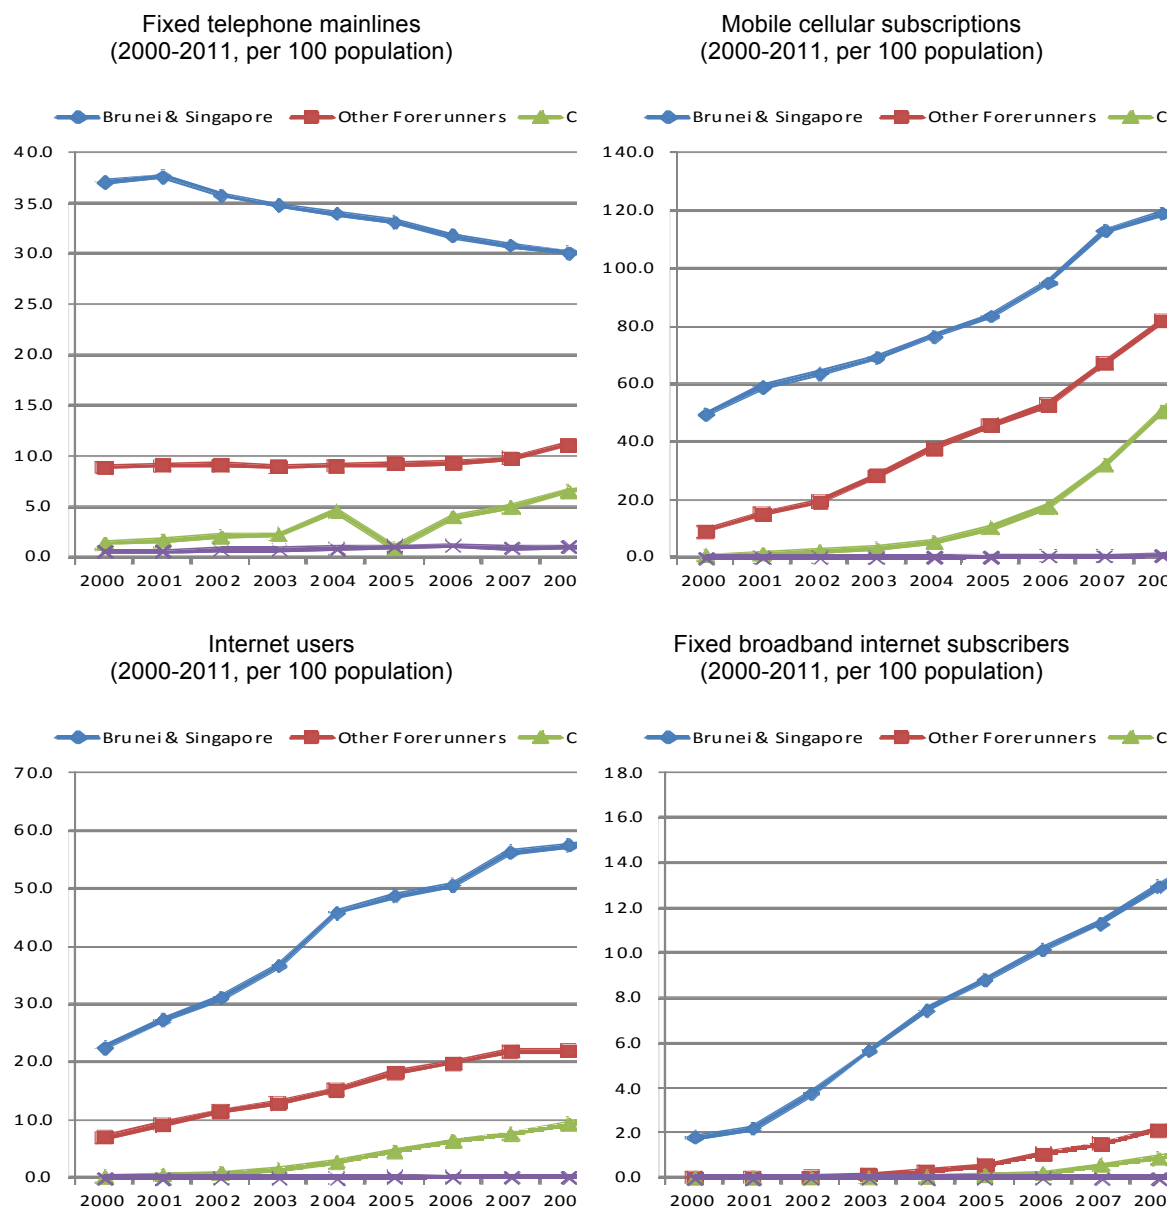 Fixed telephone mainlines
(2000-2011, per 100 population)
Brunei & Singapore Other Forerunners C
40.0
35.0
30.0
25.0
20.0
15.0
10.0
5.0
0.0
2000 2001 2002 2003 2004 2005 2006 2007 200
Mobile cellular subscriptions
(2000-2011, per 100 population)
Brunei & Singapore Other Forerunners C
140.0
120.0
100.0
80.0
60.0
40.0
20.0
0.0
2000 2001 2002 2003 2004 2005 2006 2007 200
Internet users
(2000-2011, per 100 population)
Brunei & Singapore Other Forerunners C
70.0
60.0
50.0
40.0
30.0
20.0
10.0
0.0
2000 2001 2002 2003 2004 2005 2006 2007 200
Fixed broadband internet subscribers
(2000-2011, per 100 population)
Brunei & Singapore Other Forerunners C
18.0
16.0
14.0
12.0
10.0
8.0
6.0
4.0
2.0
0.0
2000 2001 2002 2003 2004 2005 2006 2007 200